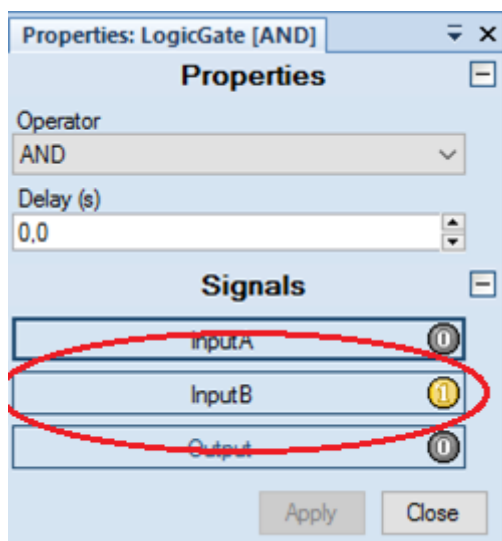 Properties: LogicGate [AND]
Properties
Operator
AND
Delay (s)
0,0
Signals
InputA 0
InputB 1
Output 0
Apply Close